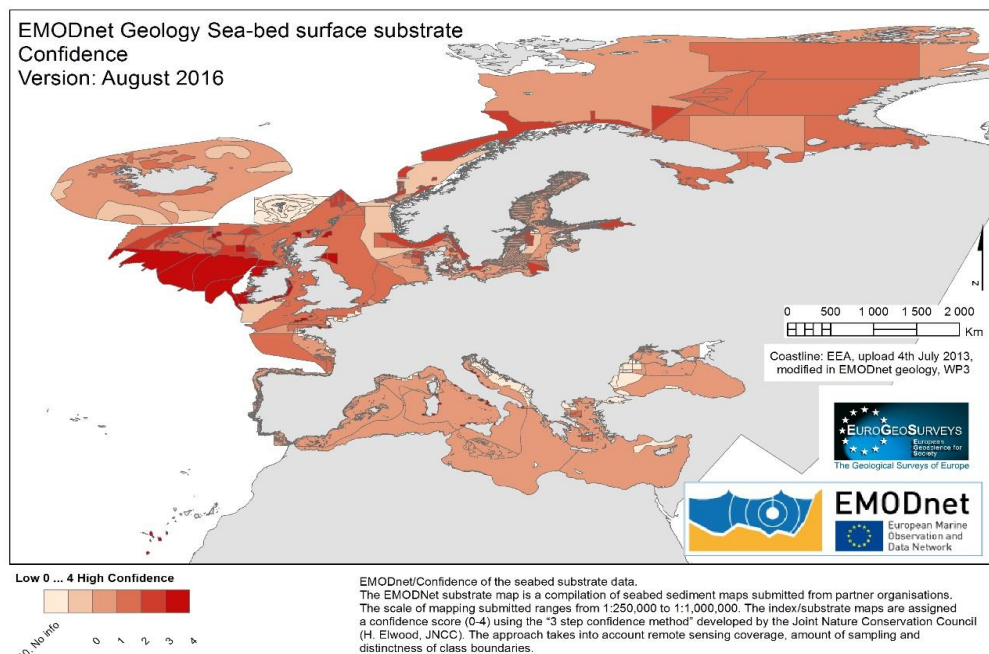 EMODnet Geology Sea-bed surface substrate
Confidence
Version: August 2016
z
0 500 1 000 1 500 2 000
Km
Coastline: EEA, upload 4th July 2013,
modified in EMODnet geology, WP3
EUROGEOSURVEYS
European
Geoscience for
Society
The Geological Surveys of Europe
EMODnet
European Marine
Observation and
Data Network
Low 0 ... 4 High Confidence
0. No info
0 1 2 3 4
EMODnet/Confidence of the seabed substrate data.
The EMODNet substrate map is a compilation of seabed sediment maps submitted from partner organisations.
The scale of mapping submitted ranges from 1:250,000 to 1:1,000,000. The index/substrate maps are assigned
a confidence score (0-4) using the “3 step confidence method” developed by the Joint Nature Conservation Council
(H. Elwood, JNCC). The approach takes into account remote sensing coverage, amount of sampling and
distinctness of class boundaries.